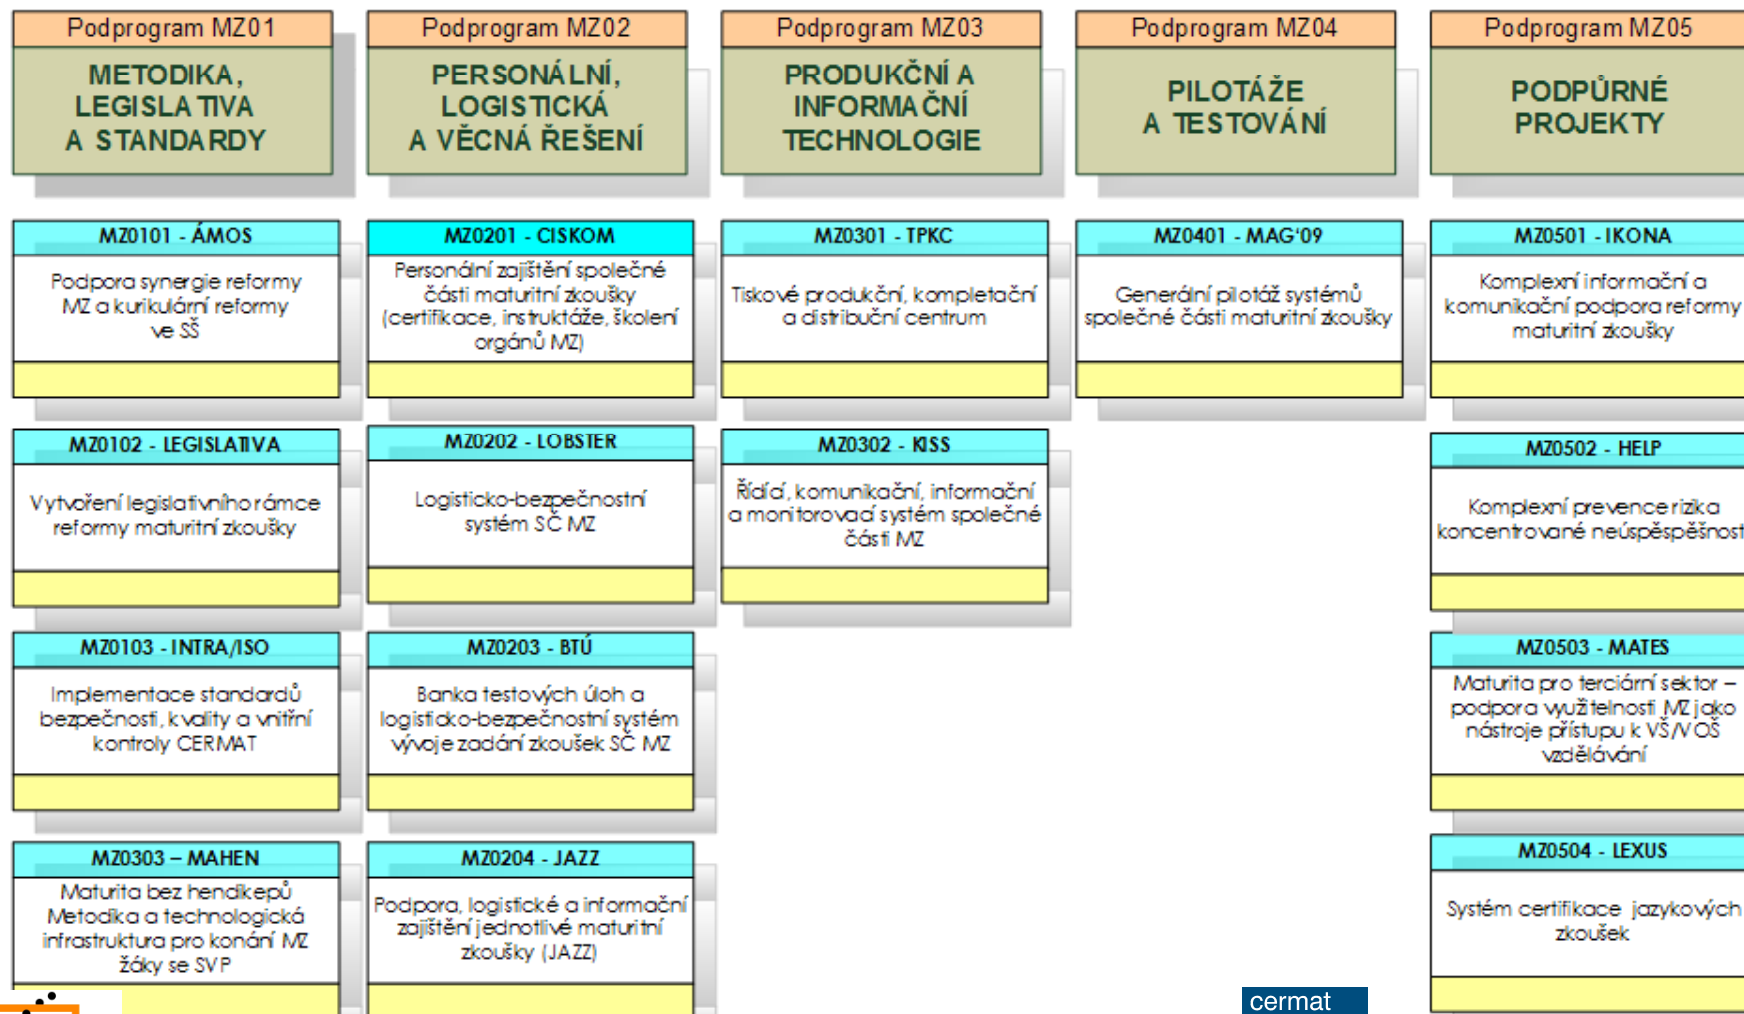 Podprogram MZ01
METODIKA,
LEGISLATIVA
A STANDARDY
MZ0101 - ÁMOS
Podpora synergie reformy
MZ a kurikulární reformy
ve SŠ
MZ0102 - LEGISLATIVA
Vytvoření legislativního rámce
reformy maturitní zkoušky
MZ0103 - INTRA/ISO
Implementace standardů
bezpečnosti, kvality a vnitřní
kontroly CERMAT
MZ0303 – MAHEN
Maturita bez hendikepů
Metodika a technologická
infrastruktura pro konání MZ
žáky se SVP
Podprogram MZ02
PERSONÁLNÍ,
LOGISTICKÁ
A VĚCNÁ ŘEŠENÍ
MZ0201 - CISKOM
Personální zajištění společné
části maturitní zkoušky
(certifikace, instruktáže, školení
orgánů MZ)
MZ0202 - LOBSTER
Logisticko-bezpečnostní
systém SČ MZ
MZ0203 - BTÚ
Banka testových úloh a
logisticko-bezpečnostní systém
vývoje zadání zkoušek SČ MZ
MZ0204 - JAZZ
Podpora, logistické a informační
zajištění jednotlivé maturitní
zkoušky (JAZZ)
Podprogram MZ03
PRODUKČNÍ A
INFORMAČNÍ
TECHNOLOGIE
MZ0301 - TPKC
Tiskové produkční, kompletační
a distribuční centrum
MZ0302 - KISS
Řídící, komunikační, informační
a monitorovací systém společné
části MZ
Podprogram MZ04
PILOTÁŽE
A TESTOVÁNÍ
MZ0401 - MAG‘09
Generální pilotáž systémů
společné části maturitní zkoušky
Podprogram MZ05
PODPŮRNÉ
PROJEKTY
MZ0501 - IKONA
Komplexní informační a
komunikační podpora reformy
maturitní zkoušky
MZ0502 - HELP
Komplexní prevence rizika
koncentrované neúspěspěšnost
MZ0503 - MATES
Maturita pro terciární sektor –
podpora využitelnosti MZ jako
nástroje přístupu k VŠ/VOŠ
vzdělávání
MZ0504 - LEXUS
Systém certifikace jazykových
zkoušek
cermat